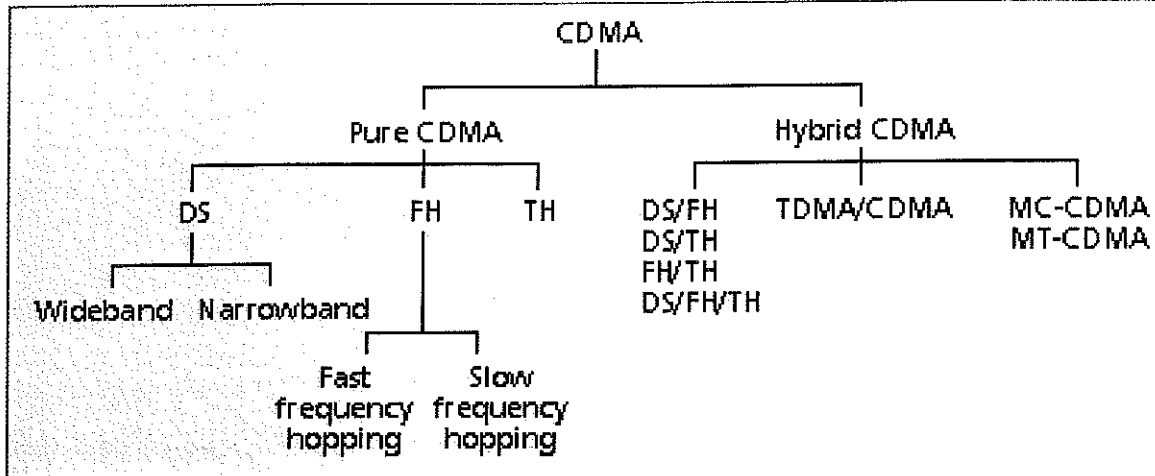 CDMA
Pure CDMA
Hybrid CDMA
DS
FH
TH
DS/FH
DS/TH
FH/TH
DS/FH/TH
TDMA/CDMA
MC-CDMA
MT-CDMA
Wideband
Narrowband
Fast
frequency
hopping
Slow
frequency
hopping